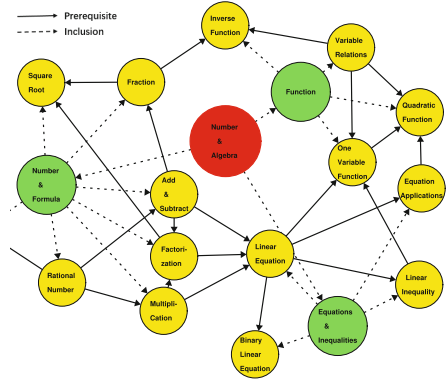 Prerequisite
Inclusion
Inverse
Function
Variable
Relations
Square
Root
Fraction
Function
Quadratic
Function
Number
&
Algebra
One
Variable
Function
Number
&
Formula
Add
&
Subtract
Equation
Applications
Factori-
zation
Linear
Equation
Rational
Number
Multipli-
Cation
Linear
Inequality
Equations
&
Inequalities
Binary
Linear
Equation